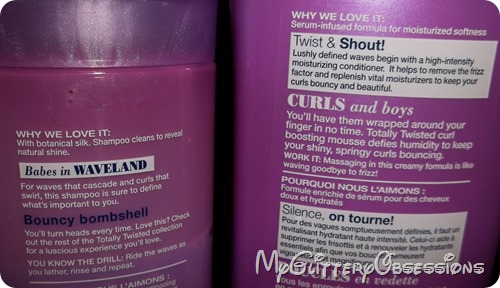 WHY WE LOVE IT:
With botanical silk. Shampoo cleans to reveal
natural shine.
Babes in WAVELAND
For waves that cascade and curls that
swirl, this shampoo is sure to define
what's important to you.
Bouncy bombshell
You'll turn heads every time. Love this? Check
out the rest of the Totally Twisted collection
for a luscious experience you'll love.
YOU KNOW THE DRILL: Ride the waves as
you lather, rinse and repeat.
WHY WE LOVE IT:
Serum-infused formula for moisturized softness
Twist & Shout!
Lushly defined waves begin with a high-intensity
moisturizing conditioner. It helps to remove the frizz
factor and replenish vital moisturizers to keep your
curls bouncy and beautiful.
CURLS and boys
You'll have them wrapped around your
finger in no time. Totally Twisted curl
boosting mousse defies humidity to keep
your shiny, springy curls bouncing.
WORK IT: Massaging in this creamy formula is like
waving goodbye to frizz!
POURQUOI NOUS L'AIMONS :
Formule enrichie de sérum pour des cheveux
doux et hydratés
Silence, on tourne!
Pour des vagues somptueusement définies, il faut un
revitalisant hydratant haute intensité. Celui-ci aide à
supprimer les frisottis et à renouveler les hydratants
essentiels afin que vos boucles
en vedette
MyGlitteryObsessions